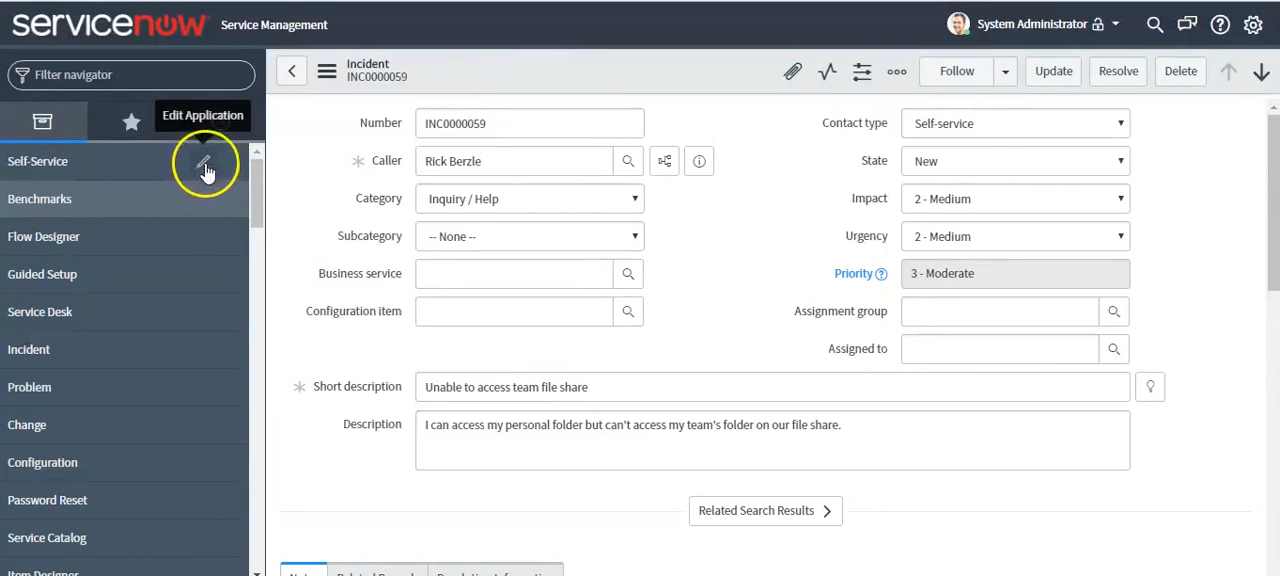 servicenow Service Management
System Administrator
Filter navigator
Edit Application
Self-Service
Benchmarks
Flow Designer
Guided Setup
Service Desk
Incident
Problem
Change
Configuration
Password Reset
Service Catalog
Item Designer
Incident
INC0000059
Follow
Update
Resolve
Delete
Number INC0000059
Caller Rick Berzle
Category Inquiry / Help
Subcategory -- None --
Business service
Configuration item
Contact type Self-service
State New
Impact 2 - Medium
Urgency 2 - Medium
Priority 3 - Moderate
Assignment group
Assigned to
Short description Unable to access team file share
Description I can access my personal folder but can't access my team's folder on our file share.
Related Search Results